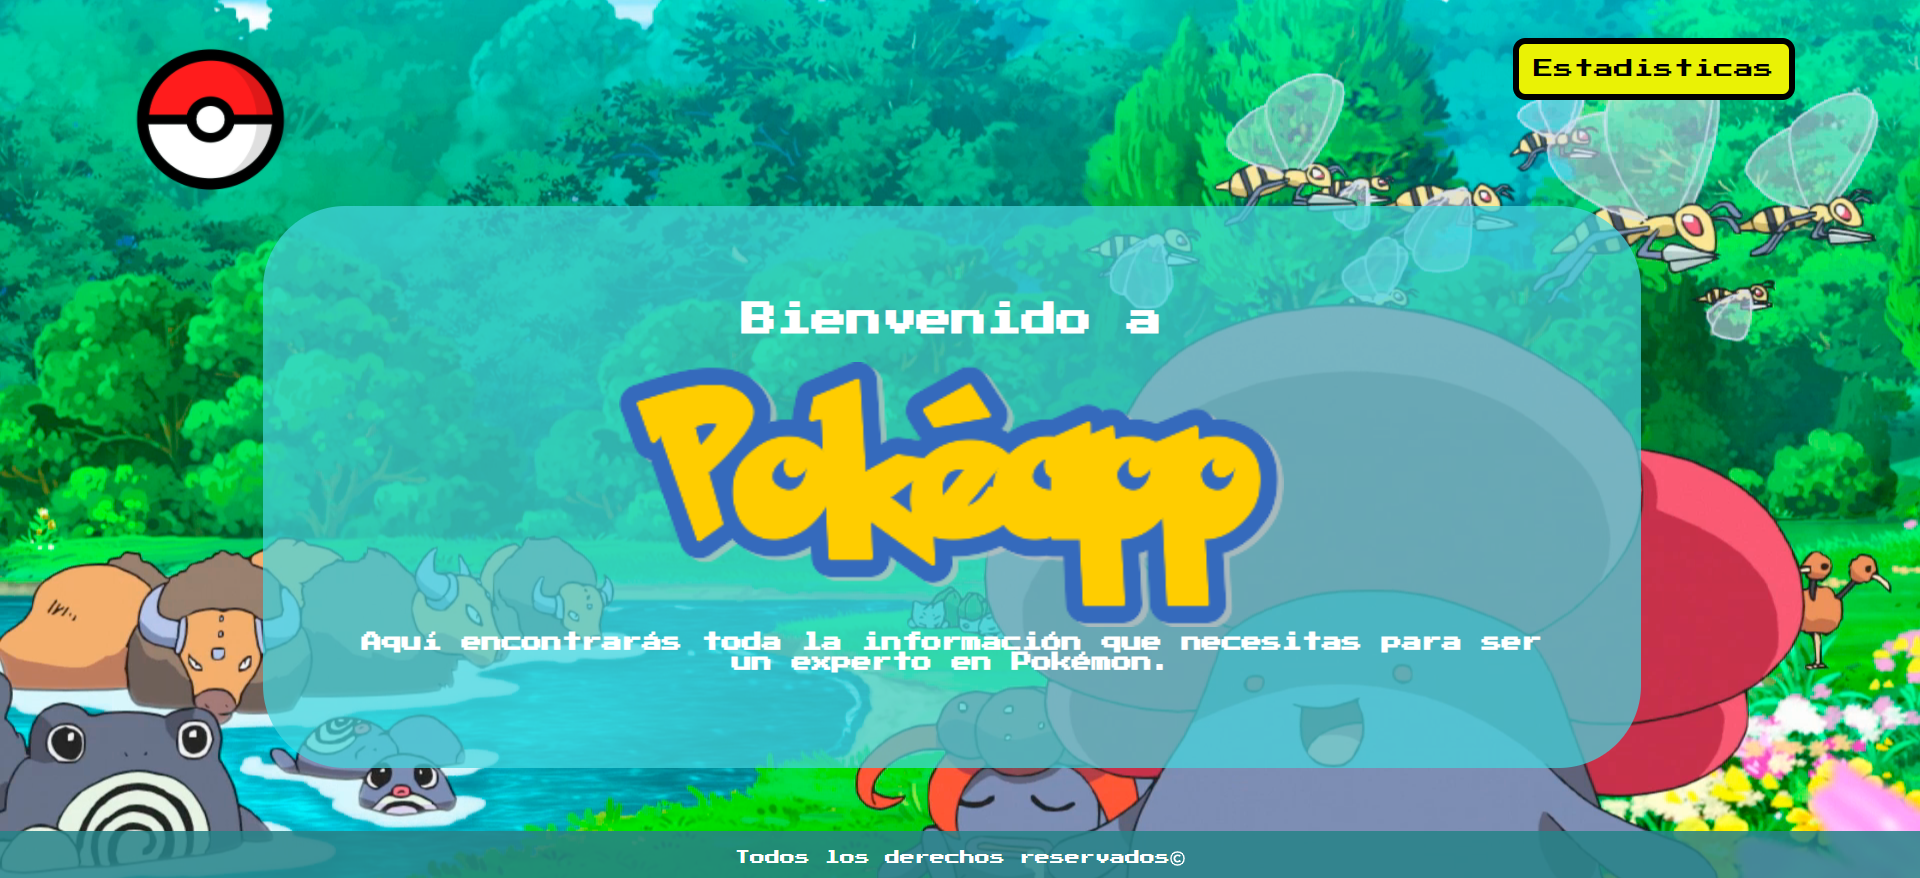 Estadisticas
Bienvenido a
Pokéapp
Aquí encontrarás toda la información que necesitas para ser
un experto en Pokémon.
Todos los derechos reservados©